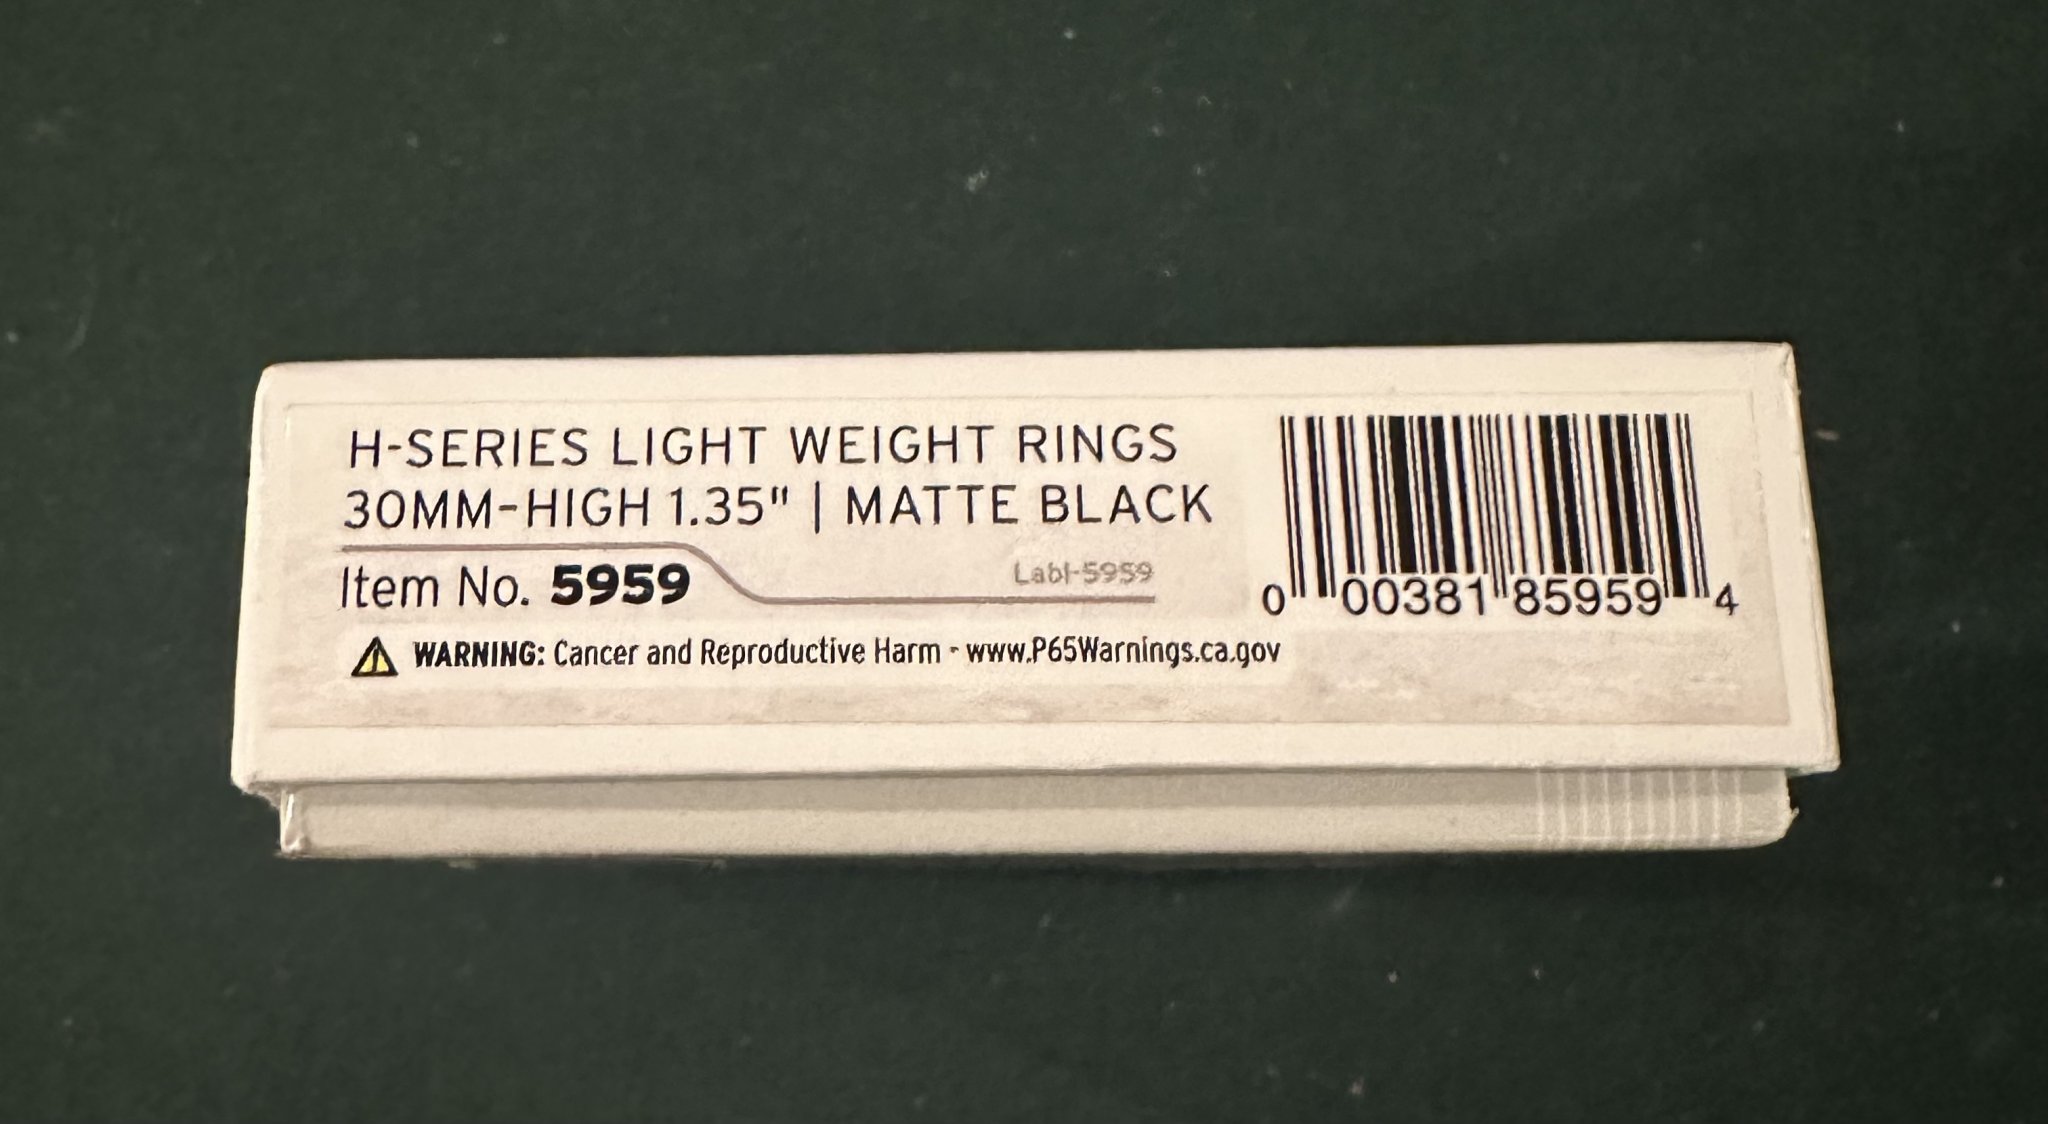 H-SERIES LIGHT WEIGHT RINGS
30MM-HIGH 1.35" | MATTE BLACK
Item No. 5959
Labl-5959
WARNING: Cancer and Reproductive Harm - www.P65Warnings.ca.gov
0 00381 85959 4